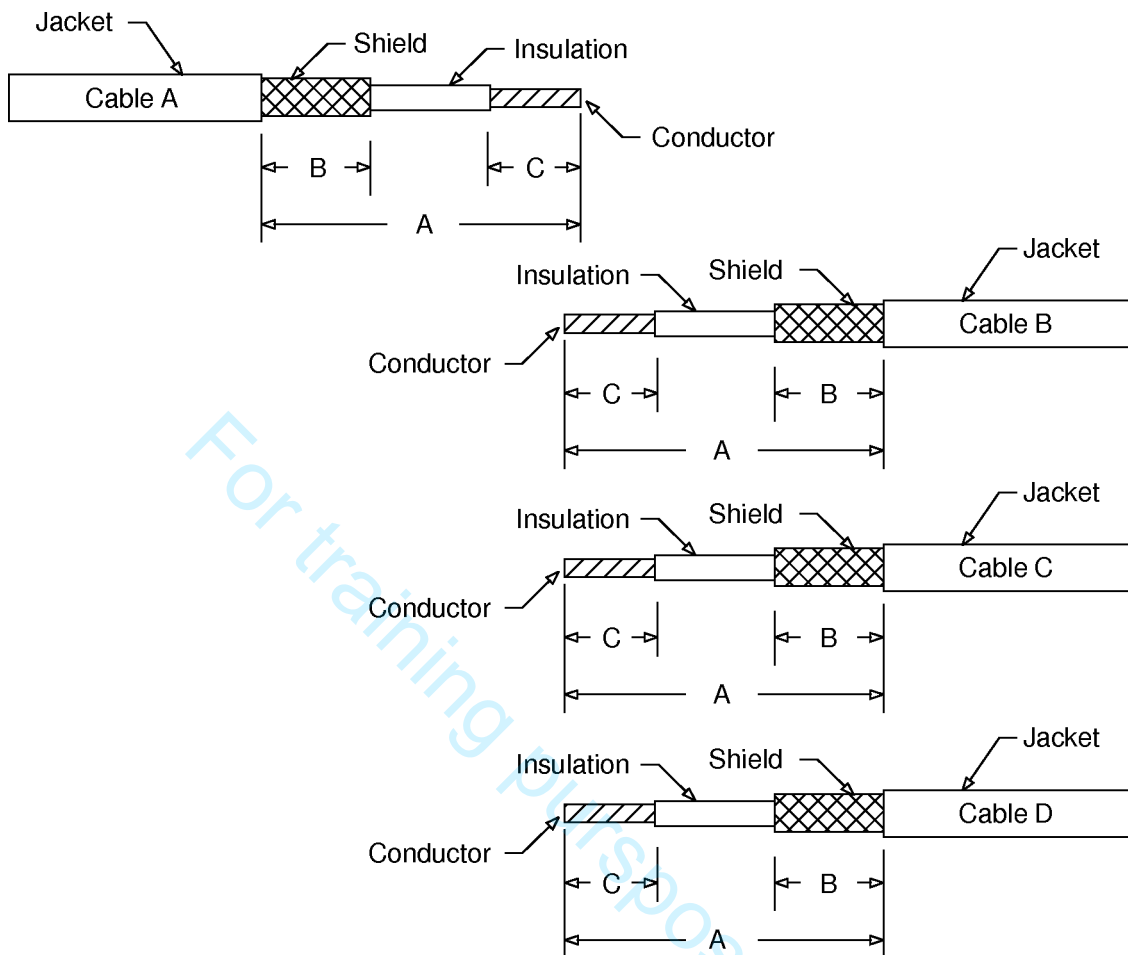 Jacket
Shield
Insulation
Cable A
Conductor
B
C
A
Jacket
Insulation
Shield
Cable B
Conductor
C
B
A
Jacket
Insulation
Shield
Cable C
Conductor
C
B
A
Jacket
Insulation
Shield
Cable D
Conductor
C
B
A
For training purspos